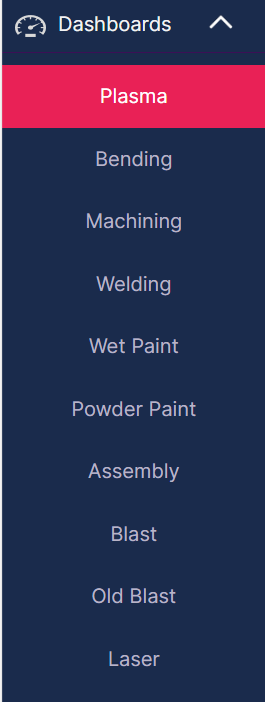 Dashboards
Plasma
Bending
Machining
Welding
Wet Paint
Powder Paint
Assembly
Blast
Old Blast
Laser